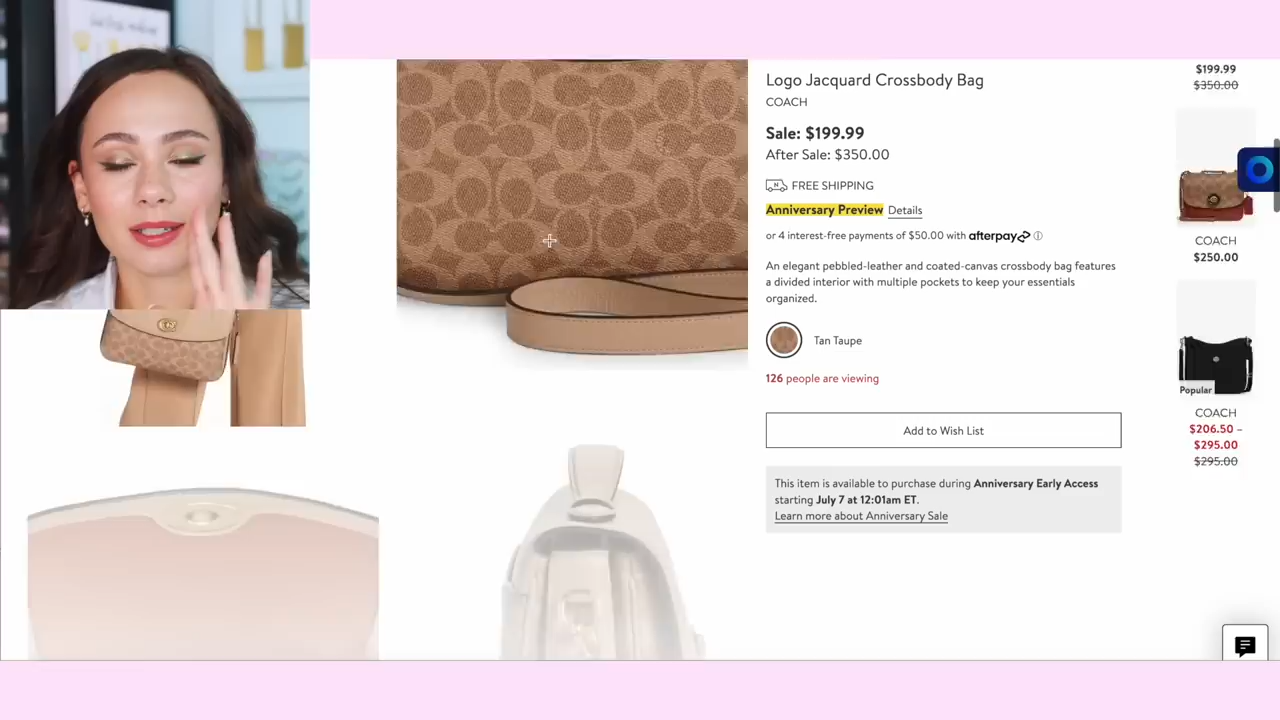 Logo Jacquard Crossbody Bag
COACH
Sale: $199.99
After Sale: $350.00
FREE SHIPPING
Anniversary Preview Details
or 4 interest-free payments of $50.00 with afterpay
An elegant pebbled-leather and coated-canvas crossbody bag features
a divided interior with multiple pockets to keep your essentials
organized.
Tan Taupe
126 people are viewing
Add to Wish List
This item is available to purchase during Anniversary Early Access
starting July 7 at 12:01am ET.
Learn more about Anniversary Sale
$199.99
$350.00
COACH
$250.00
Popular
COACH
$206.50 –
$295.00
$295.00